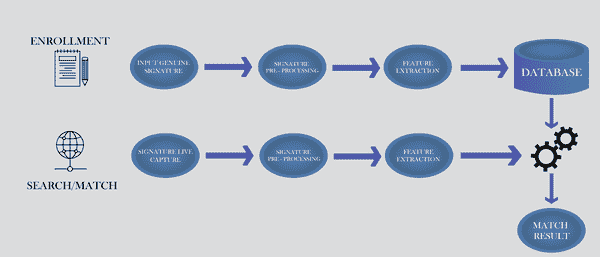 ENROLLMENT
INPUT GENUINE
SIGNATURE
SIGNATURE
PRE-PROCESSING
FEATURE
EXTRACTION
DATABASE
SIGNATURE LIVE
CAPTURE
SIGNATURE
PRE-PROCESSING
FEATURE
EXTRACTION
SEARCH/MATCH
MATCH
RESULT